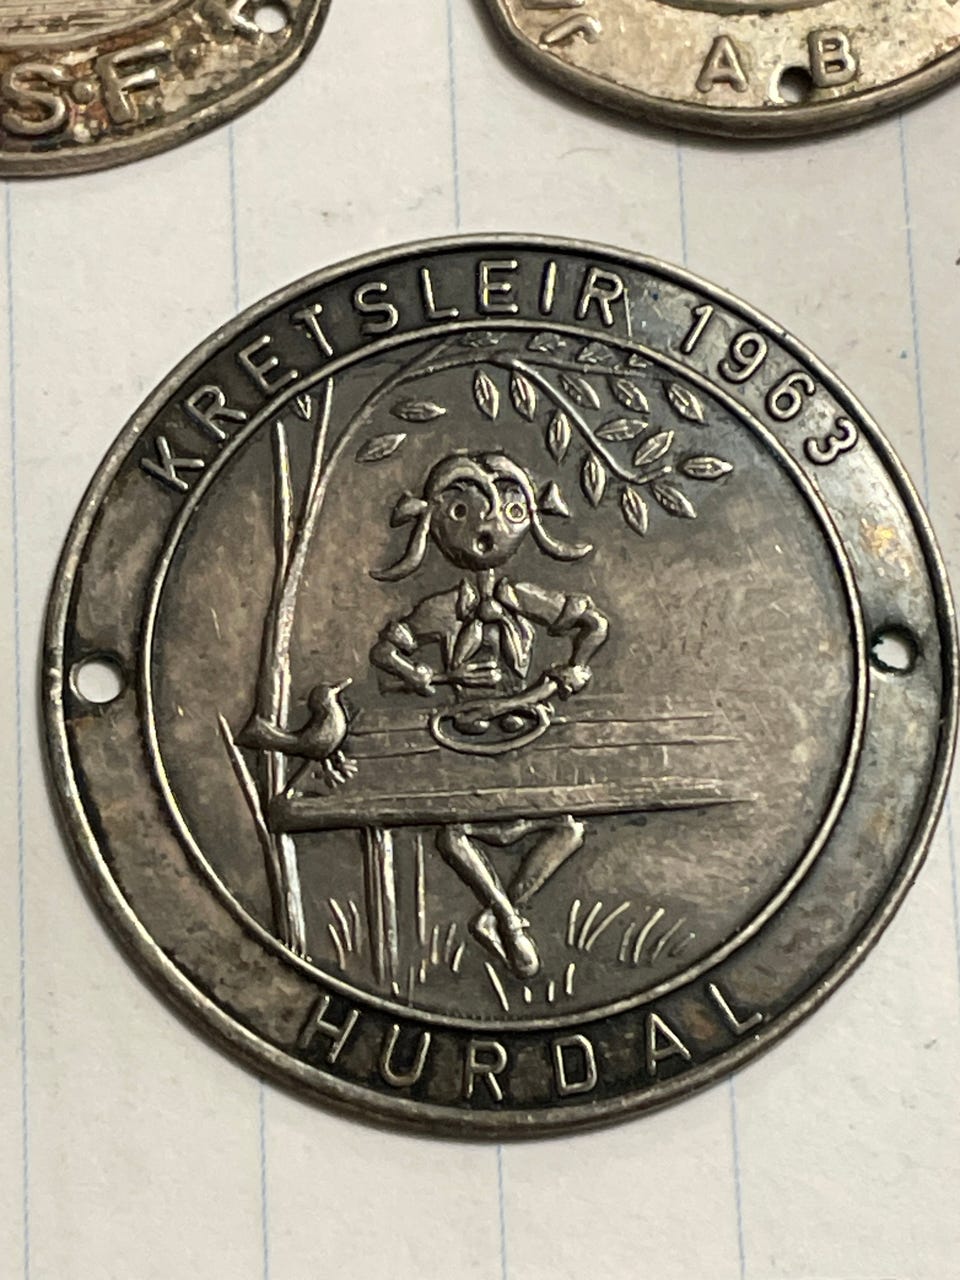 S·F
A B
KRETSLEIR 1963
HURDAL